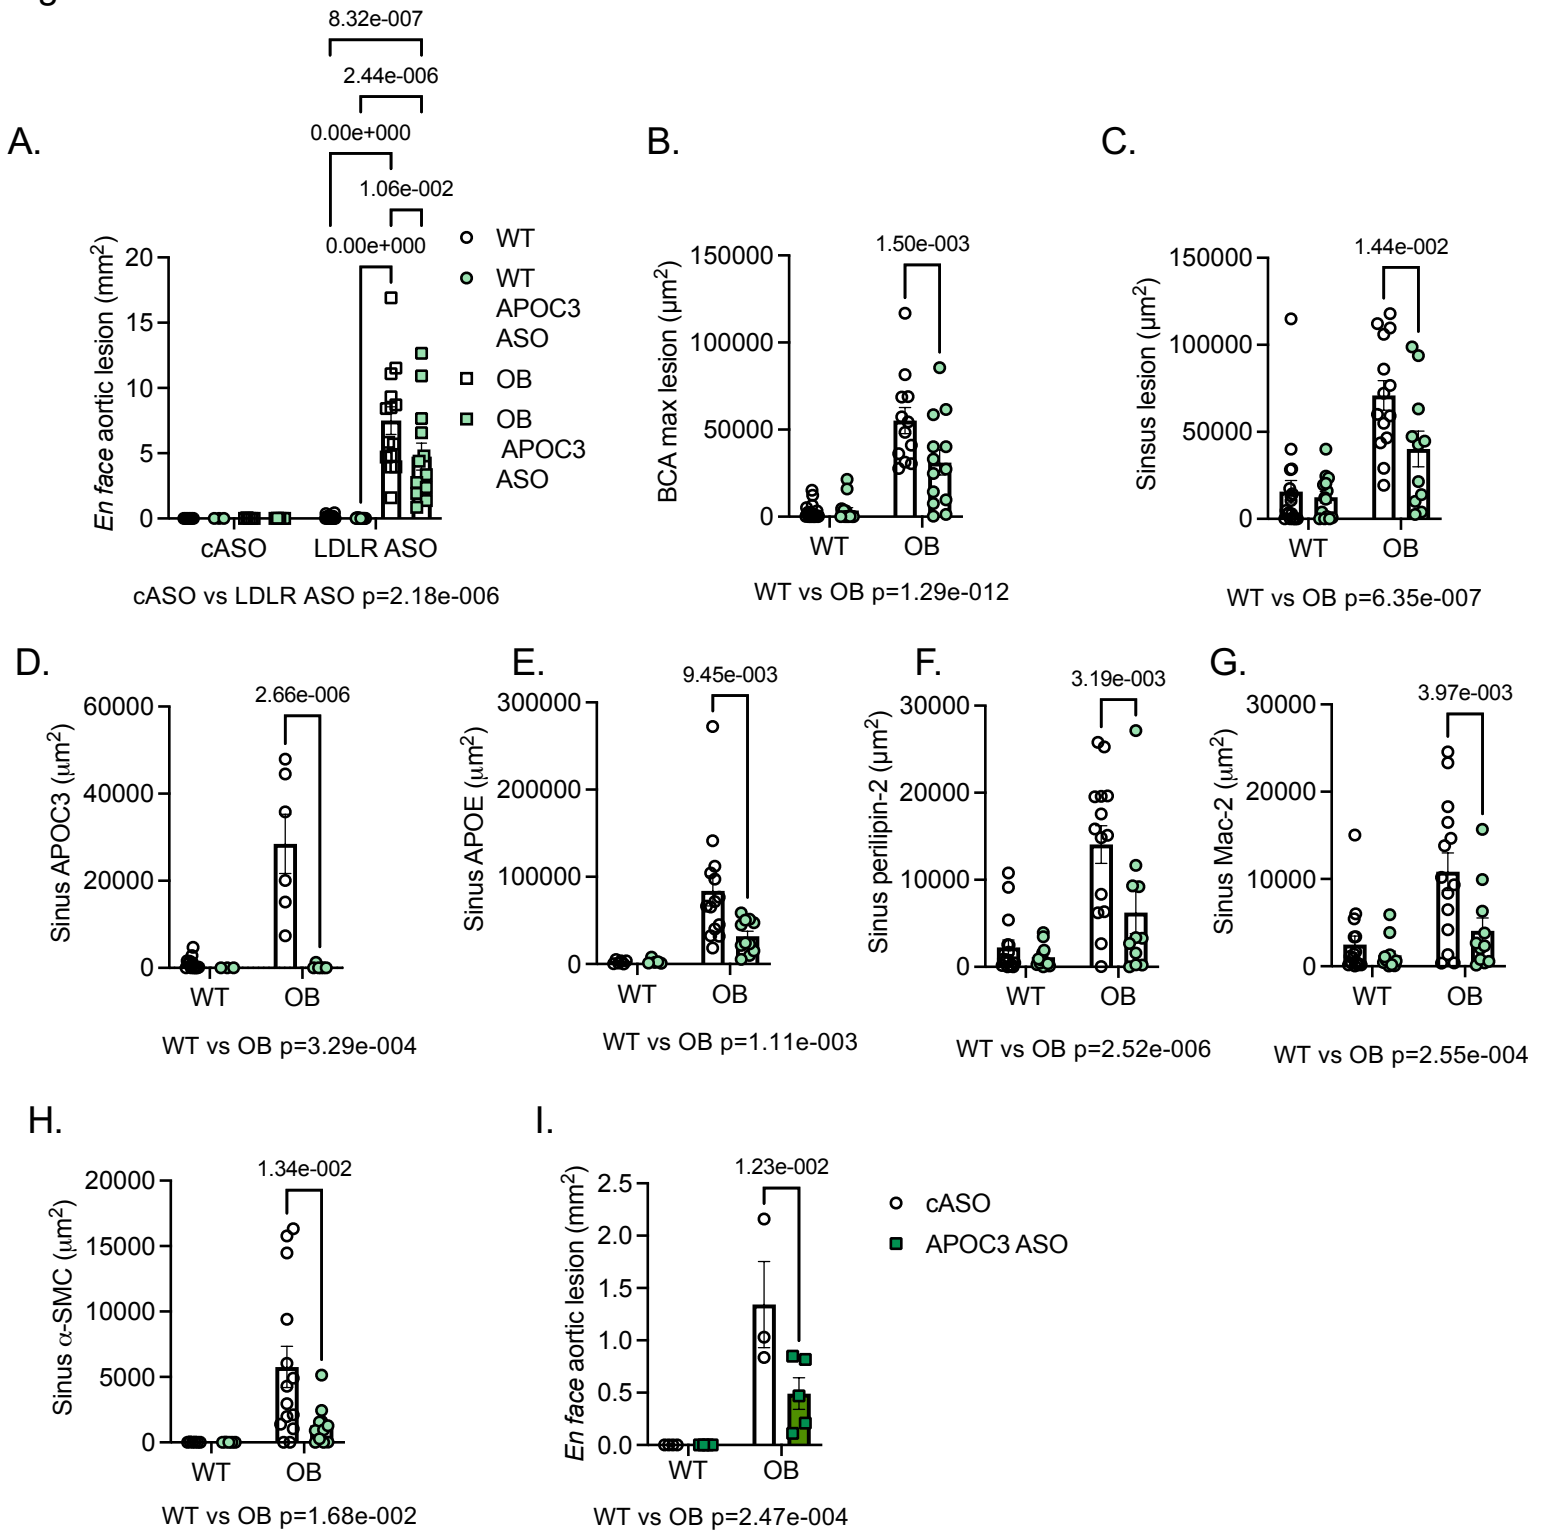 8.32e-007
2.44e-006
0.00e+000
1.06e-002
0.00e+000
A.
En face aortic lesion (mm2)
20
15
10
5
0
cASO
LDLR ASO
WT
WT
APOC3
ASO
OB
OB
APOC3
ASO
cASO vs LDLR ASO p=2.18e-006
B.
1.50e-003
BCA max lesion (µm2)
150000
100000
50000
0
WT
OB
WT vs OB p=1.29e-012
C.
1.44e-002
Sinsus lesion (µm2)
150000
100000
50000
0
WT
OB
WT vs OB p=6.35e-007
D.
2.66e-006
Sinus APOC3 (µm2)
60000
40000
20000
0
WT
OB
WT vs OB p=3.29e-004
E.
9.45e-003
Sinus APOE (µm2)
300000
200000
100000
0
WT
OB
WT vs OB p=1.11e-003
F.
3.19e-003
Sinus perilipin-2 (µm2)
30000
20000
10000
0
WT
OB
WT vs OB p=2.52e-006
G.
3.97e-003
Sinus Mac-2 (µm2)
30000
20000
10000
0
WT
OB
WT vs OB p=2.55e-004
H.
1.34e-002
Sinus α-SMC (µm2)
20000
15000
10000
5000
0
WT
OB
WT vs OB p=1.68e-002
I.
1.23e-002
En face aortic lesion (mm2)
2.5
2.0
1.5
1.0
0.5
0.0
WT
OB
cASO
APOC3 ASO
WT vs OB p=2.47e-004